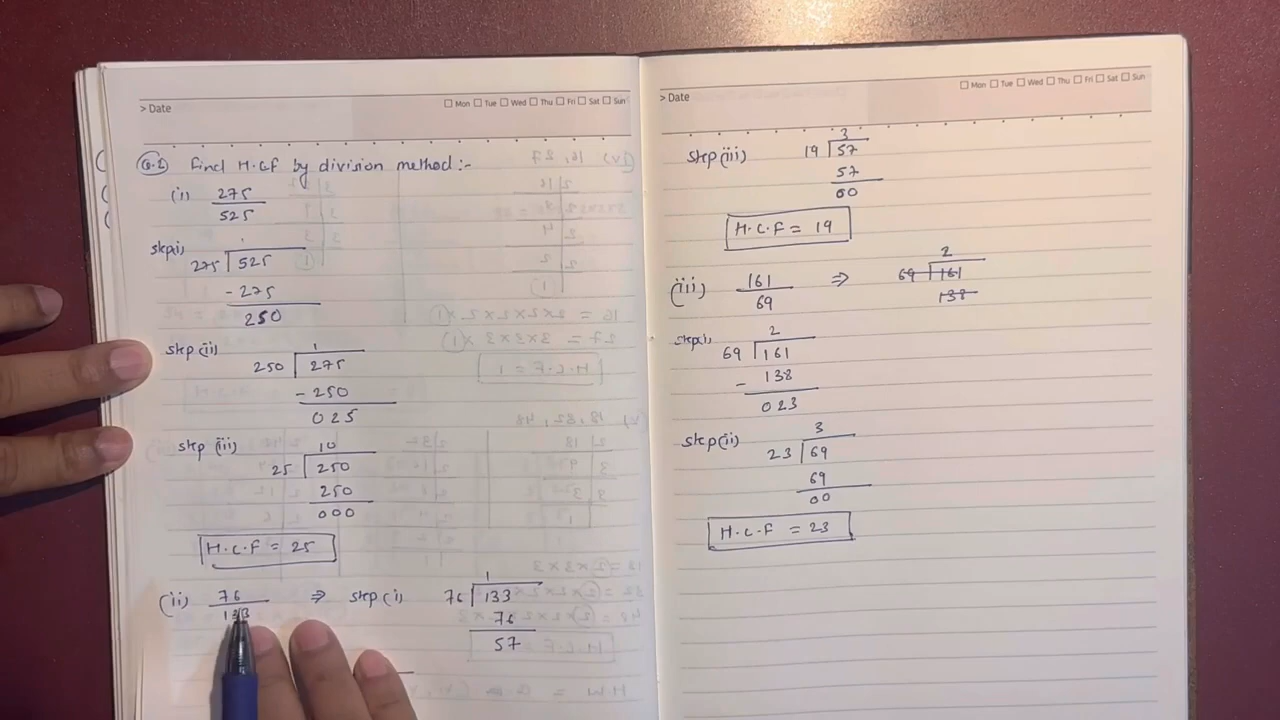 > Date
☐ Mon ☐ Tue ☐ Wed ☐ Thu ☐ Fri ☐ Sat ☐ Sun
Q.2 Find H.C.F by division method:-
(i) 275
525
step(i)
1
275 525
- 275
250
step (ii)
1
250 275
- 250
025
step (iii)
10
25 250
250
000
H.C.F = 25
(ii) 76 ⇒ step (i)
133
1
76 133
76
57
> Date
☐ Mon ☐ Tue ☐ Wed ☐ Thu ☐ Fri ☐ Sat ☐ Sun
step (iii)
3
19 57
57
00
H.C.F = 19
(iii) 161 ⇒
69
2
69 161
138
step(i)
2
69 161
- 138
023
step (ii)
3
23 69
69
00
H.C.F = 23